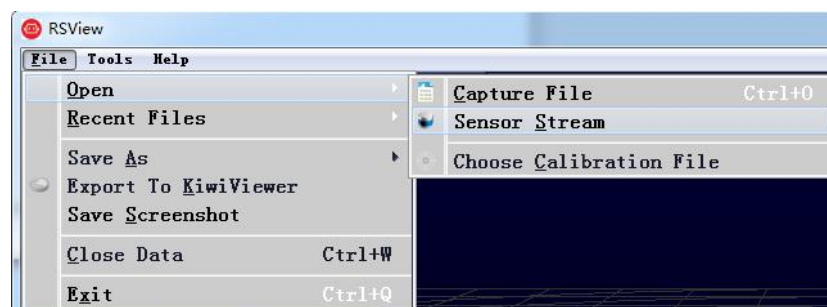 RSView
File Tools Help
Open
Recent Files
Save As
Export To KiwiViewer
Save Screenshot
Close Data Ctrl+W
Exit Ctrl+Q
Capture File Ctrl+O
Sensor Stream
Choose Calibration File